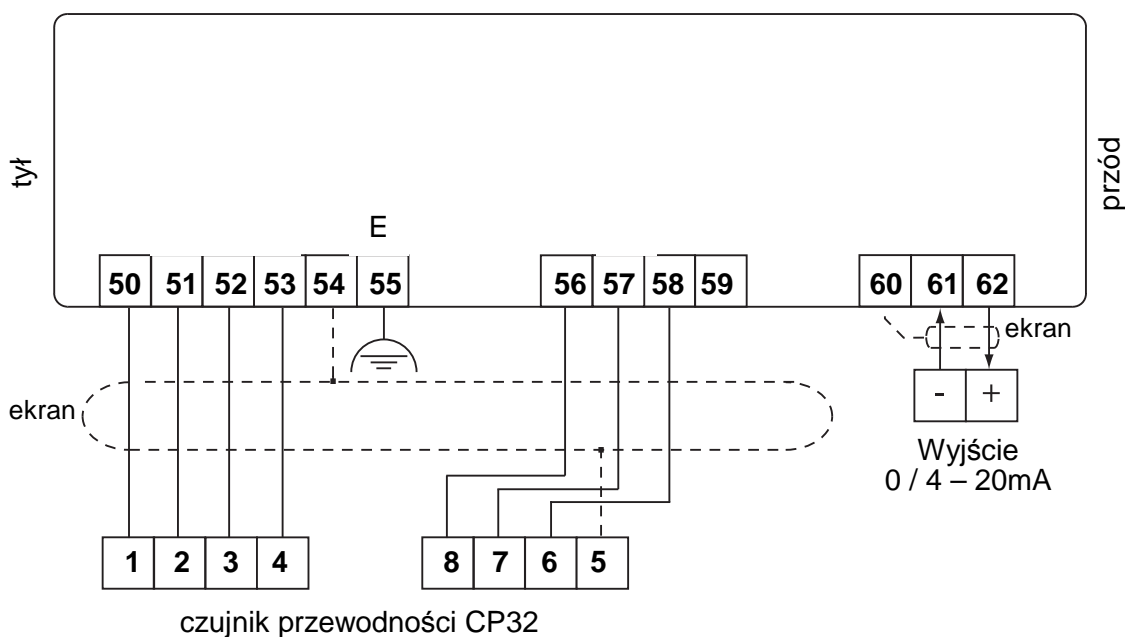 tył
przód
E
50 51 52 53 54 55 56 57 58 59 60 61 62
ekran
- +
ekran
Wyjście
0 / 4 – 20mA
1 2 3 4 8 7 6 5
czujnik przewodności CP32